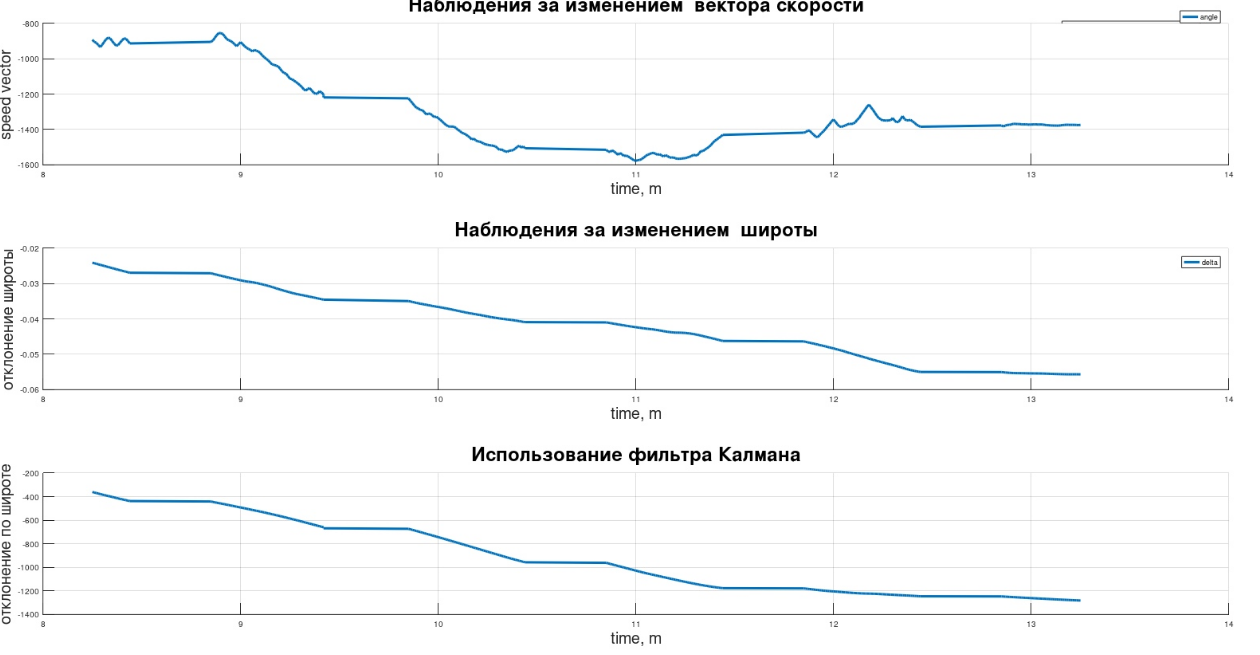 Наблюдения за изменением вектора скорости
angle
speed vector
-800
-1000
-1200
-1400
-1600
8 9 10 11 12 13 14
time, m
Наблюдения за изменением широты
delta
отклонение широты
-0.02
-0.03
-0.04
-0.05
-0.06
8 9 10 11 12 13 14
time, m
Использование фильтра Калмана
отклонение по широте
-200
-400
-600
-800
-1000
-1200
-1400
8 9 10 11 12 13 14
time, m